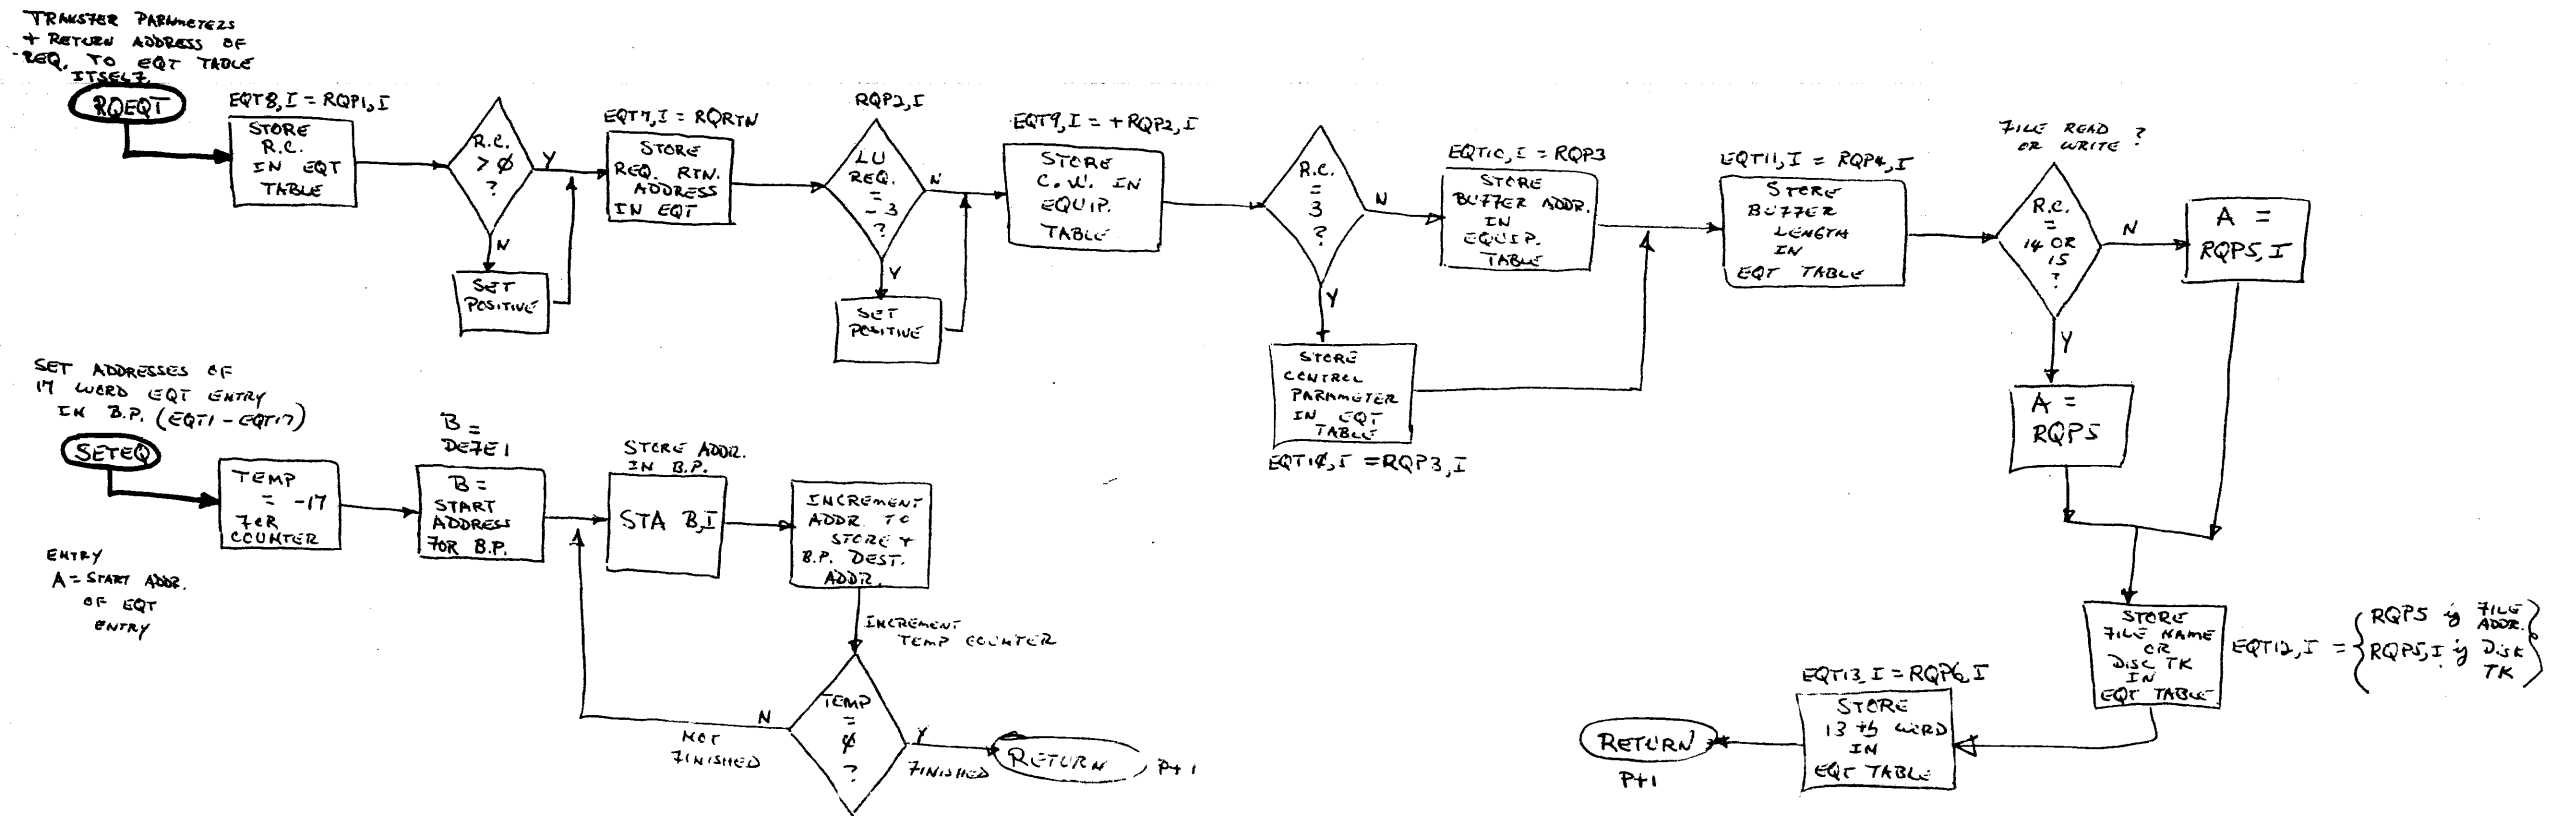 TRANSFER PARAMETERS
+ RETURN ADDRESS OF
REQ. TO EQT TABLE
ITSELF
RQEQT
EQT8,I = RQP1,I
STORE
R.C.
IN EQT
TABLE
R.C.
> φ
?
Y
N
SET
POSITIVE
EQT7,I = RQRTN
STORE
REQ. RTN.
ADDRESS
IN EQT
RQP2,I
LU
REQ.
=
-3
?
N
Y
SET
POSITIVE
EQT9,I = +RQP2,I
STORE
C.W. IN
EQUIP.
TABLE
R.C.
=
3
?
N
Y
EQT10,I = RQP3
STORE
BUFFER ADDR.
IN
EQUIP.
TABLE
STORE
CONTROL
PARAMETER
IN EQT
TABLE
EQT10,I = RQP3,I
EQT11,I = RQP4,I
STORE
BUFFER
LENGTH
IN
EQT TABLE
FILE READ
OR WRITE ?
R.C.
=
14 OR
15
?
N
Y
A =
RQP5,I
A =
RQP5
STORE
FILE NAME
OR
DISC TK
IN
EQT TABLE
EQT12,I =
RQP5 if FILE
ADDR.
RQP5,I if DISK
TK
EQT13,I = RQP6,I
STORE
13th WORD
IN
EQT TABLE
RETURN
P+1
SET ADDRESSES OF
17 WORD EQT ENTRY
IN B.P. (EQT1 - EQT17)
SETEQ
ENTRY
A = START ADDR.
OF EQT
ENTRY
TEMP
= -17
FOR
COUNTER
B =
DEFE1
B =
START
ADDRESS
FOR B.P.
STORE ADDR.
IN B.P.
STA B,I
INCREMENT
ADDR. TO
STORE +
B.P. DEST.
ADDR.
INCREMENT
TEMP COUNTER
TEMP
=
φ
?
N
NOT
FINISHED
Y
FINISHED
RETURN
P+1